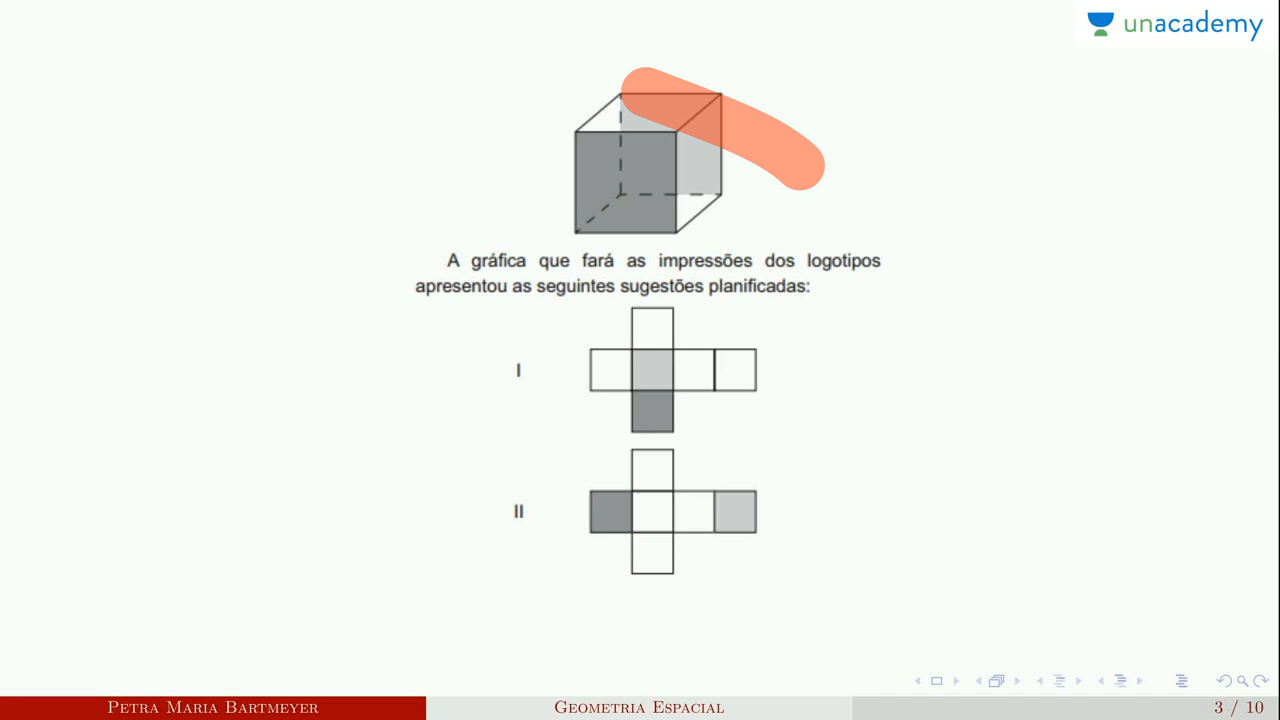 unacademy
A gráfica que fará as impressões dos logotipos
apresentou as seguintes sugestões planificadas:
I
II
Petra Maria Bartmeyer
Geometria Espacial
3 / 10